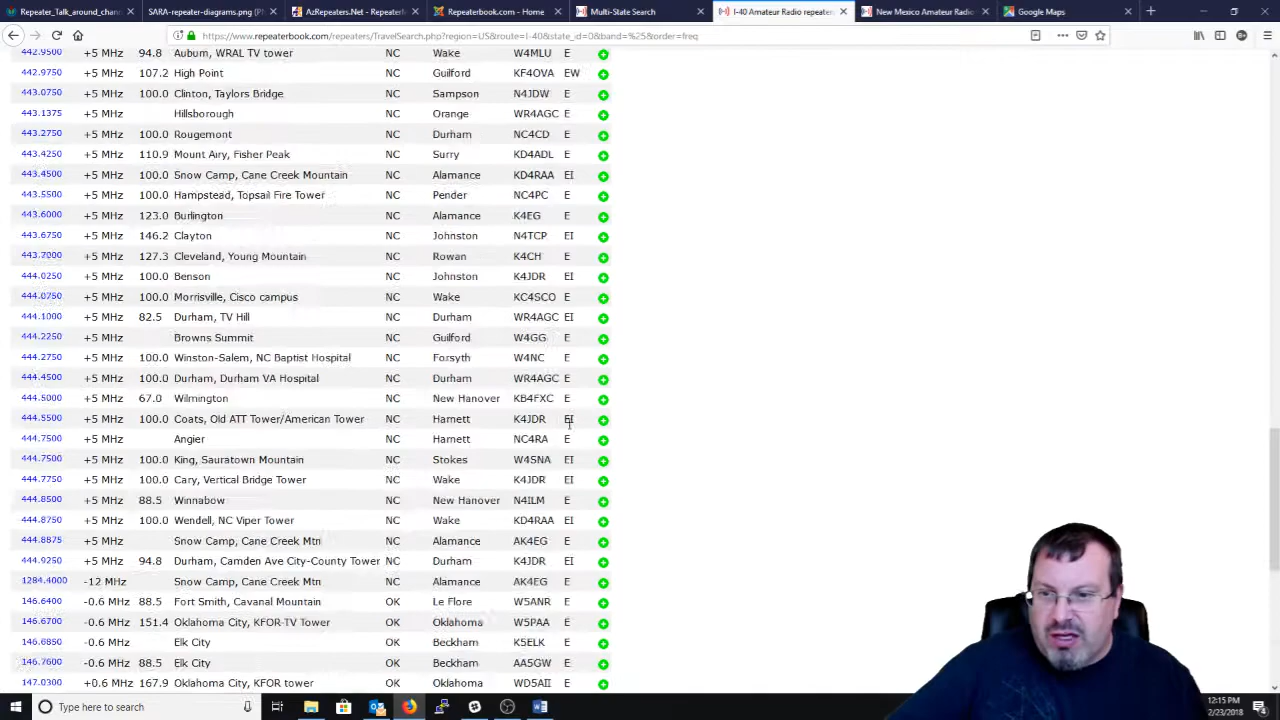 Repeater_Talk_around_chann SARA-repeater-diagrams.png (P AzRepeaters.Net - Repeater Repeaterbook.com - Home Multi-State Search I-40 Amateur Radio repeater New Mexico Amateur Radio Google Maps
https://www.repeaterbook.com/repeaters/TravelSearch.php?region=US&route=I-40&state_id=0&band=%25&order=freq
442.9500 +5 MHz 94.8 Auburn, WRAL TV tower NC Wake W4MLU E
442.9750 +5 MHz 107.2 High Point NC Guilford KF4OVA EW
443.0750 +5 MHz 100.0 Clinton, Taylors Bridge NC Sampson N4JDW E
443.1375 +5 MHz Hillsborough NC Orange WR4AGC E
443.2750 +5 MHz 100.0 Rougemont NC Durham NC4CD E
443.4250 +5 MHz 110.9 Mount Airy, Fisher Peak NC Surry KD4ADL E
443.4500 +5 MHz 100.0 Snow Camp, Cane Creek Mountain NC Alamance KD4RAA EI
443.5500 +5 MHz 100.0 Hampstead, Topsail Fire Tower NC Pender NC4PC E
443.6000 +5 MHz 123.0 Burlington NC Alamance K4EG E
443.6750 +5 MHz 146.2 Clayton NC Johnston N4TCP EI
443.7000 +5 MHz 127.3 Cleveland, Young Mountain NC Rowan K4CH E
444.0250 +5 MHz 100.0 Benson NC Johnston K4JDR EI
444.0750 +5 MHz 100.0 Morrisville, Cisco campus NC Wake KC4SCO E
444.1000 +5 MHz 82.5 Durham, TV Hill NC Durham WR4AGC EI
444.2250 +5 MHz Browns Summit NC Guilford W4GG E
444.2750 +5 MHz 100.0 Winston-Salem, NC Baptist Hospital NC Forsyth W4NC E
444.4500 +5 MHz 100.0 Durham, Durham VA Hospital NC Durham WR4AGC E
444.5000 +5 MHz 67.0 Wilmington NC New Hanover KB4FXC E
444.5500 +5 MHz 100.0 Coats, Old ATT Tower/American Tower NC Harnett K4JDR EI
444.7500 +5 MHz Angier NC Harnett NC4RA E
444.7500 +5 MHz 100.0 King, Sauratown Mountain NC Stokes W4SNA EI
444.7750 +5 MHz 100.0 Cary, Vertical Bridge Tower NC Wake K4JDR EI
444.8500 +5 MHz 88.5 Winnabow NC New Hanover N4ILM E
444.8750 +5 MHz 100.0 Wendell, NC Viper Tower NC Wake KD4RAA EI
444.8875 +5 MHz Snow Camp, Cane Creek Mtn NC Alamance AK4EG E
444.9250 +5 MHz 94.8 Durham, Camden Ave City-County Tower NC Durham K4JDR EI
1284.4000 -12 MHz Snow Camp, Cane Creek Mtn NC Alamance AK4EG E
146.6400 -0.6 MHz 88.5 Fort Smith, Cavanal Mountain OK Le Flore W5ANR E
146.6700 -0.6 MHz 151.4 Oklahoma City, KFOR-TV Tower OK Oklahoma W5PAA E
146.6850 -0.6 MHz Elk City OK Beckham K5ELK E
146.7600 -0.6 MHz 88.5 Elk City OK Beckham AA5GW E
147.0300 +0.6 MHz 167.9 Oklahoma City, KFOR tower OK Oklahoma WD5AII E
Type here to search
12:15 PM
2/23/2018